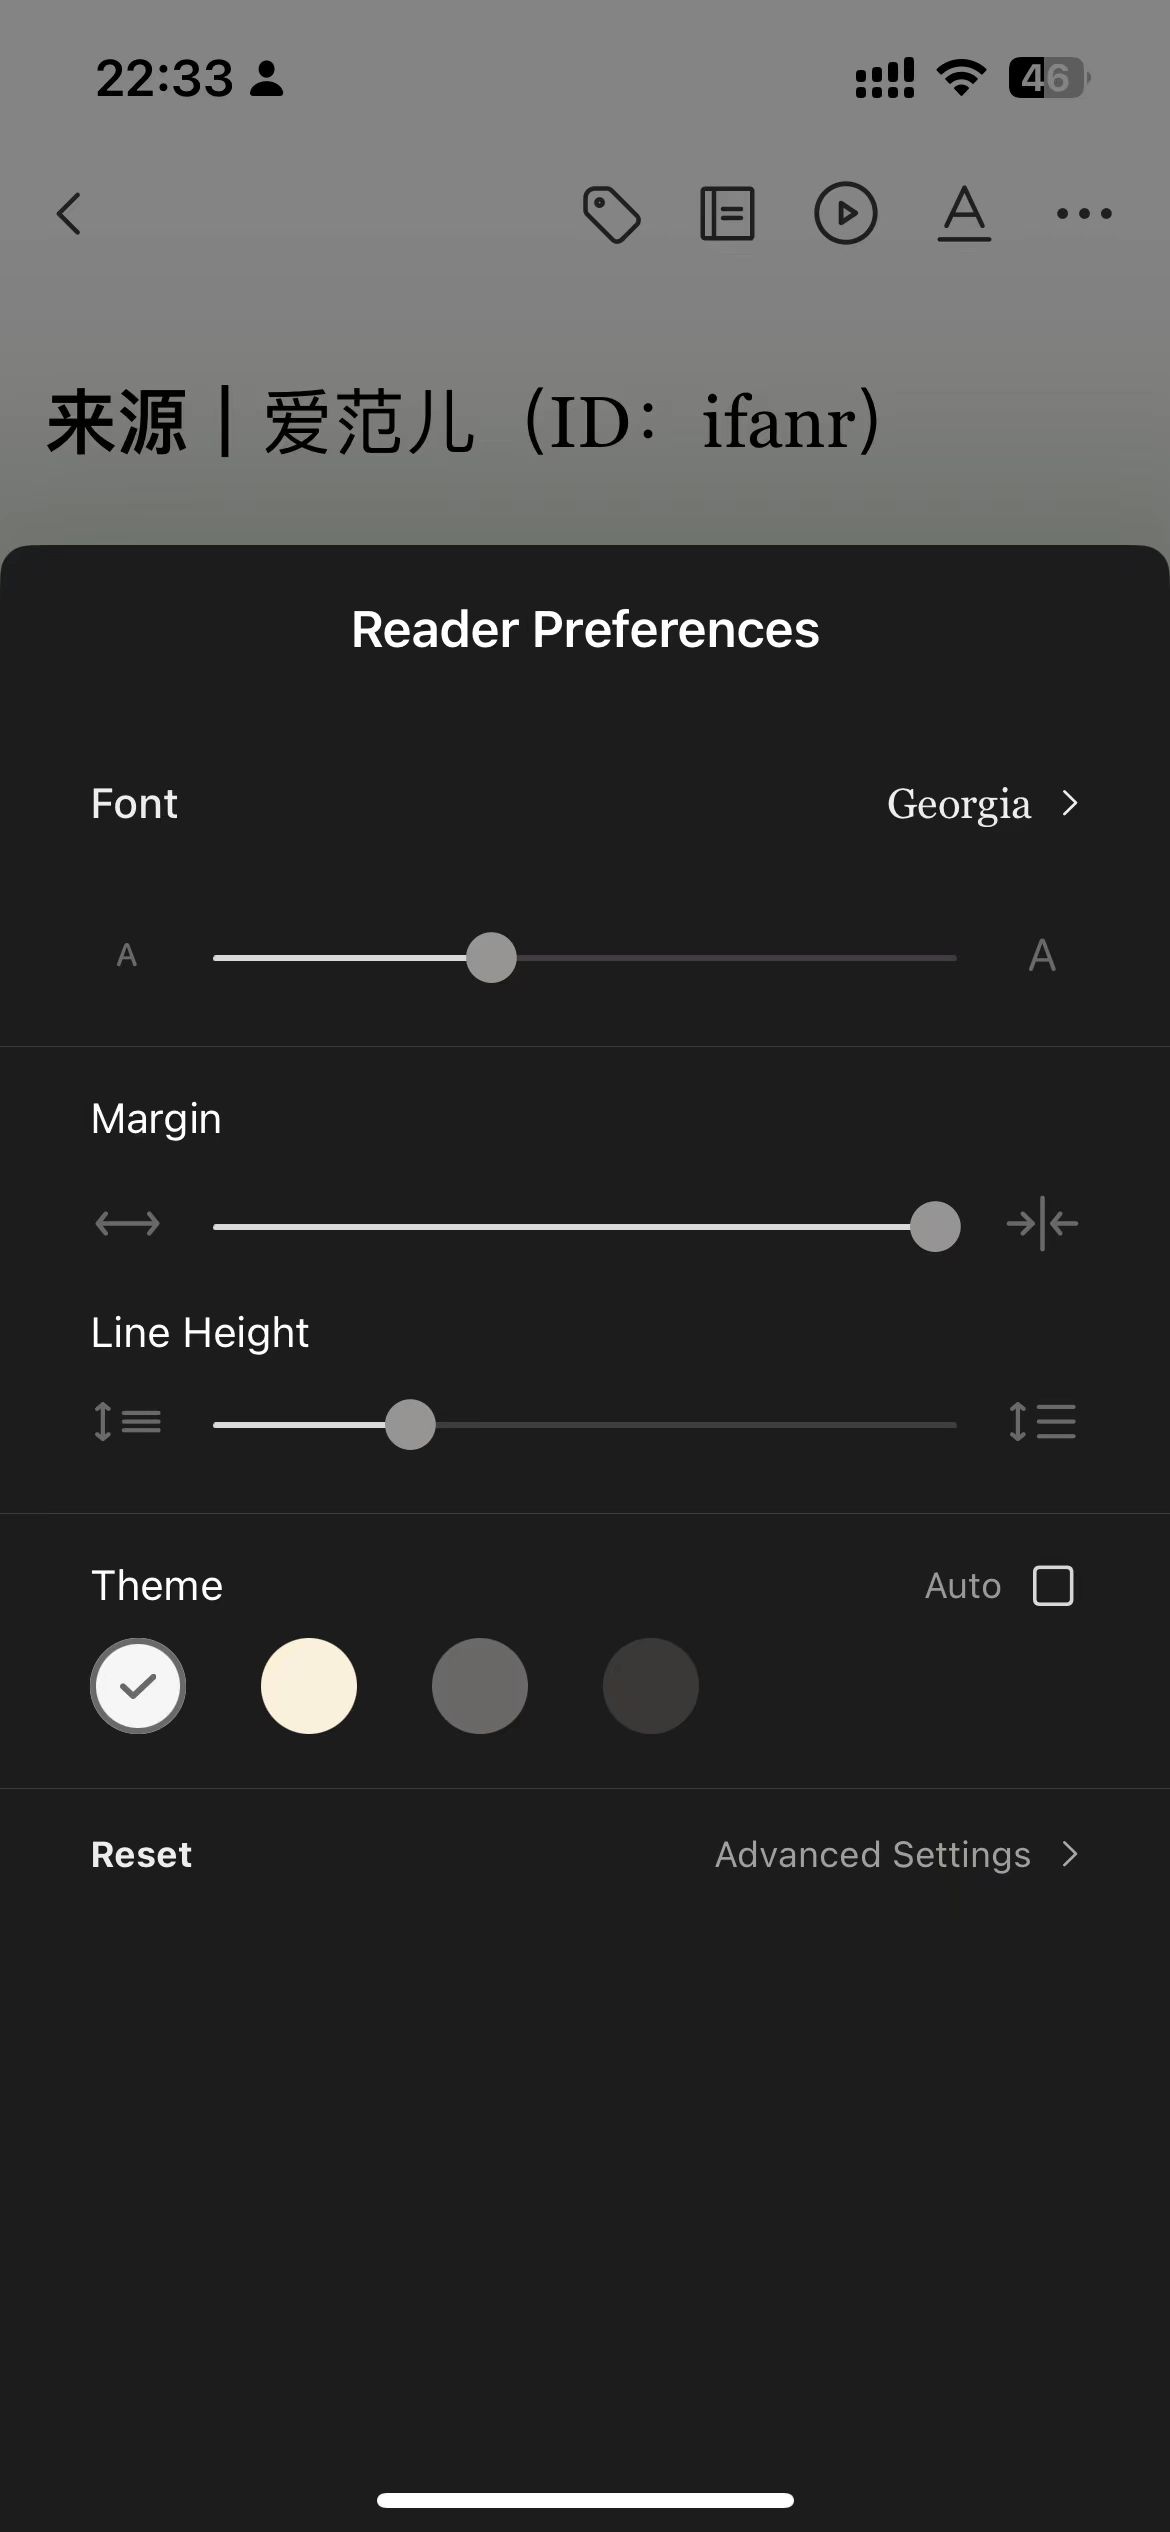 22:33
46
来源 | 爱范儿（ID：ifanr）
Reader Preferences
Font
Georgia
A
A
Margin
Line Height
Theme
Auto
Reset
Advanced Settings